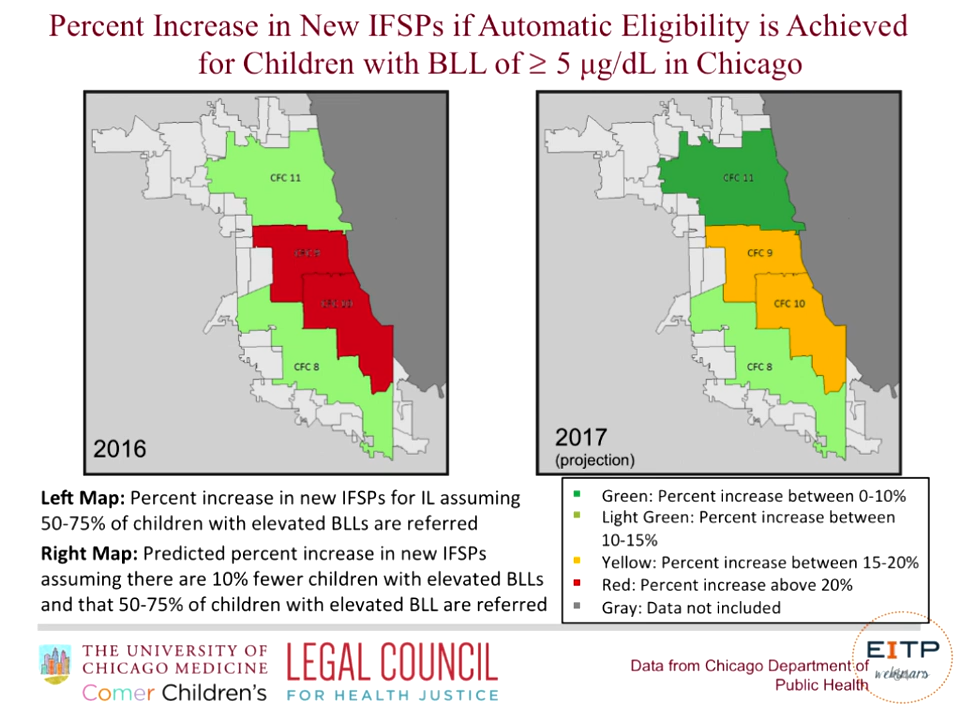 Percent Increase in New IFSPs if Automatic Eligibility is Achieved
for Children with BLL of ≥ 5 µg/dL in Chicago
CFC 11
CFC 8
2016
CFC 11
CFC 9
CFC 10
CFC 8
2017
(projection)
Left Map: Percent increase in new IFSPs for IL assuming
50-75% of children with elevated BLLs are referred
Right Map: Predicted percent increase in new IFSPs
assuming there are 10% fewer children with elevated BLLs
and that 50-75% of children with elevated BLL are referred
Green: Percent increase between 0-10%
Light Green: Percent increase between
10-15%
Yellow: Percent increase between 15-20%
Red: Percent increase above 20%
Gray: Data not included
THE UNIVERSITY OF
CHICAGO MEDICINE
Comer Children's
LEGAL COUNCIL
FOR HEALTH JUSTICE
Data from Chicago Department of
Public Health
EITP